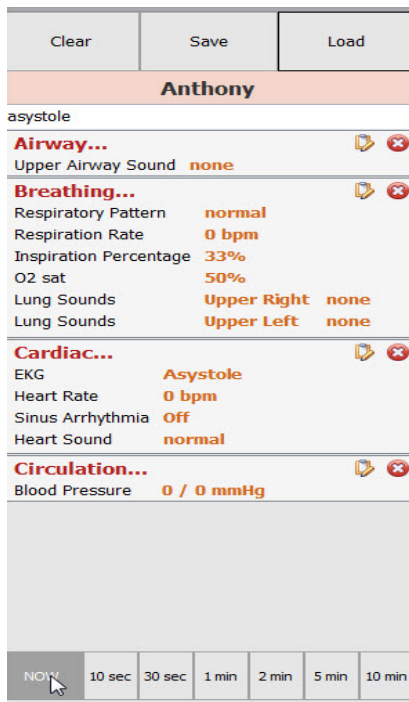 Clear Save Load
Anthony
asystole
Airway...
Upper Airway Sound none
Breathing...
Respiratory Pattern normal
Respiration Rate 0 bpm
Inspiration Percentage 33%
O2 sat 50%
Lung Sounds Upper Right none
Lung Sounds Upper Left none
Cardiac...
EKG Asystole
Heart Rate 0 bpm
Sinus Arrhythmia Off
Heart Sound normal
Circulation...
Blood Pressure 0 / 0 mmHg
NOW 10 sec 30 sec 1 min 2 min 5 min 10 min